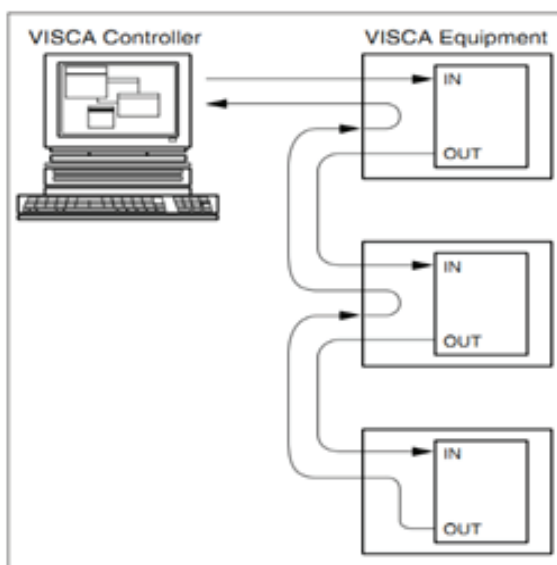 VISCA Controller
VISCA Equipment
IN
OUT
IN
OUT
IN
OUT